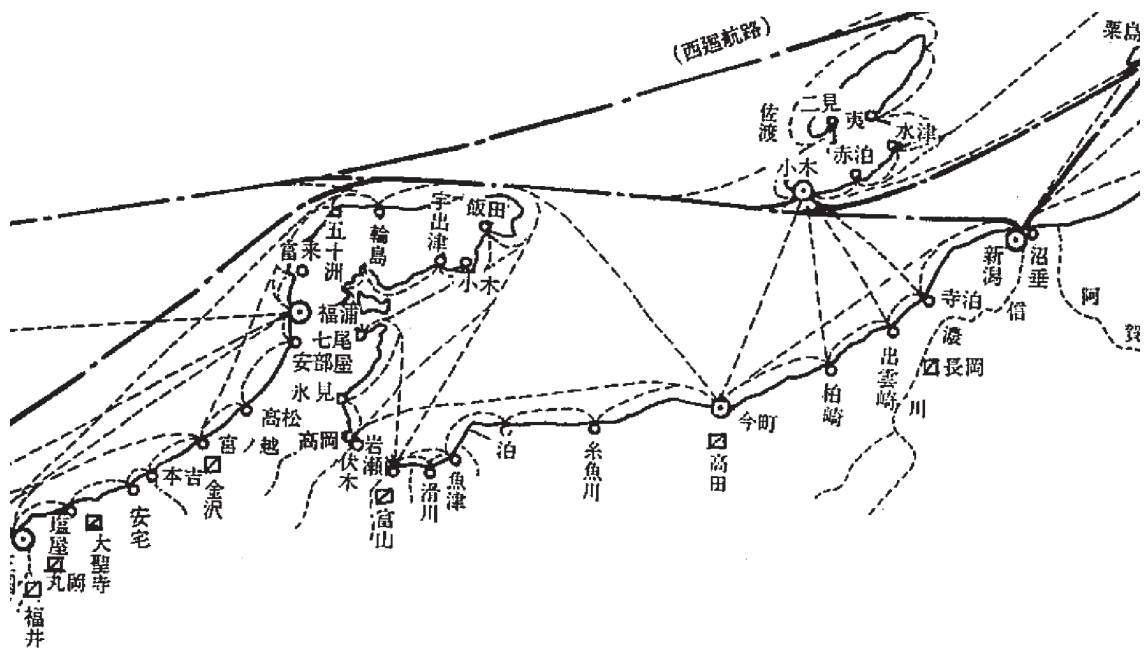 (西廻航路)
粟島
佐渡
二見
夷
水津
赤泊
小木
新潟
沼垂
阿
賀
信
濃
川
寺泊
長岡
出雲崎
柏崎
今町
高田
糸魚川
泊
魚津
滑川
岩瀬
富山
伏木
高岡
氷見
七尾
小木
宇出津
飯田
輪島
五十洲
富来
福浦
安部屋
高松
宮ノ越
金沢
本吉
安宅
大聖寺
塩屋
丸岡
福井